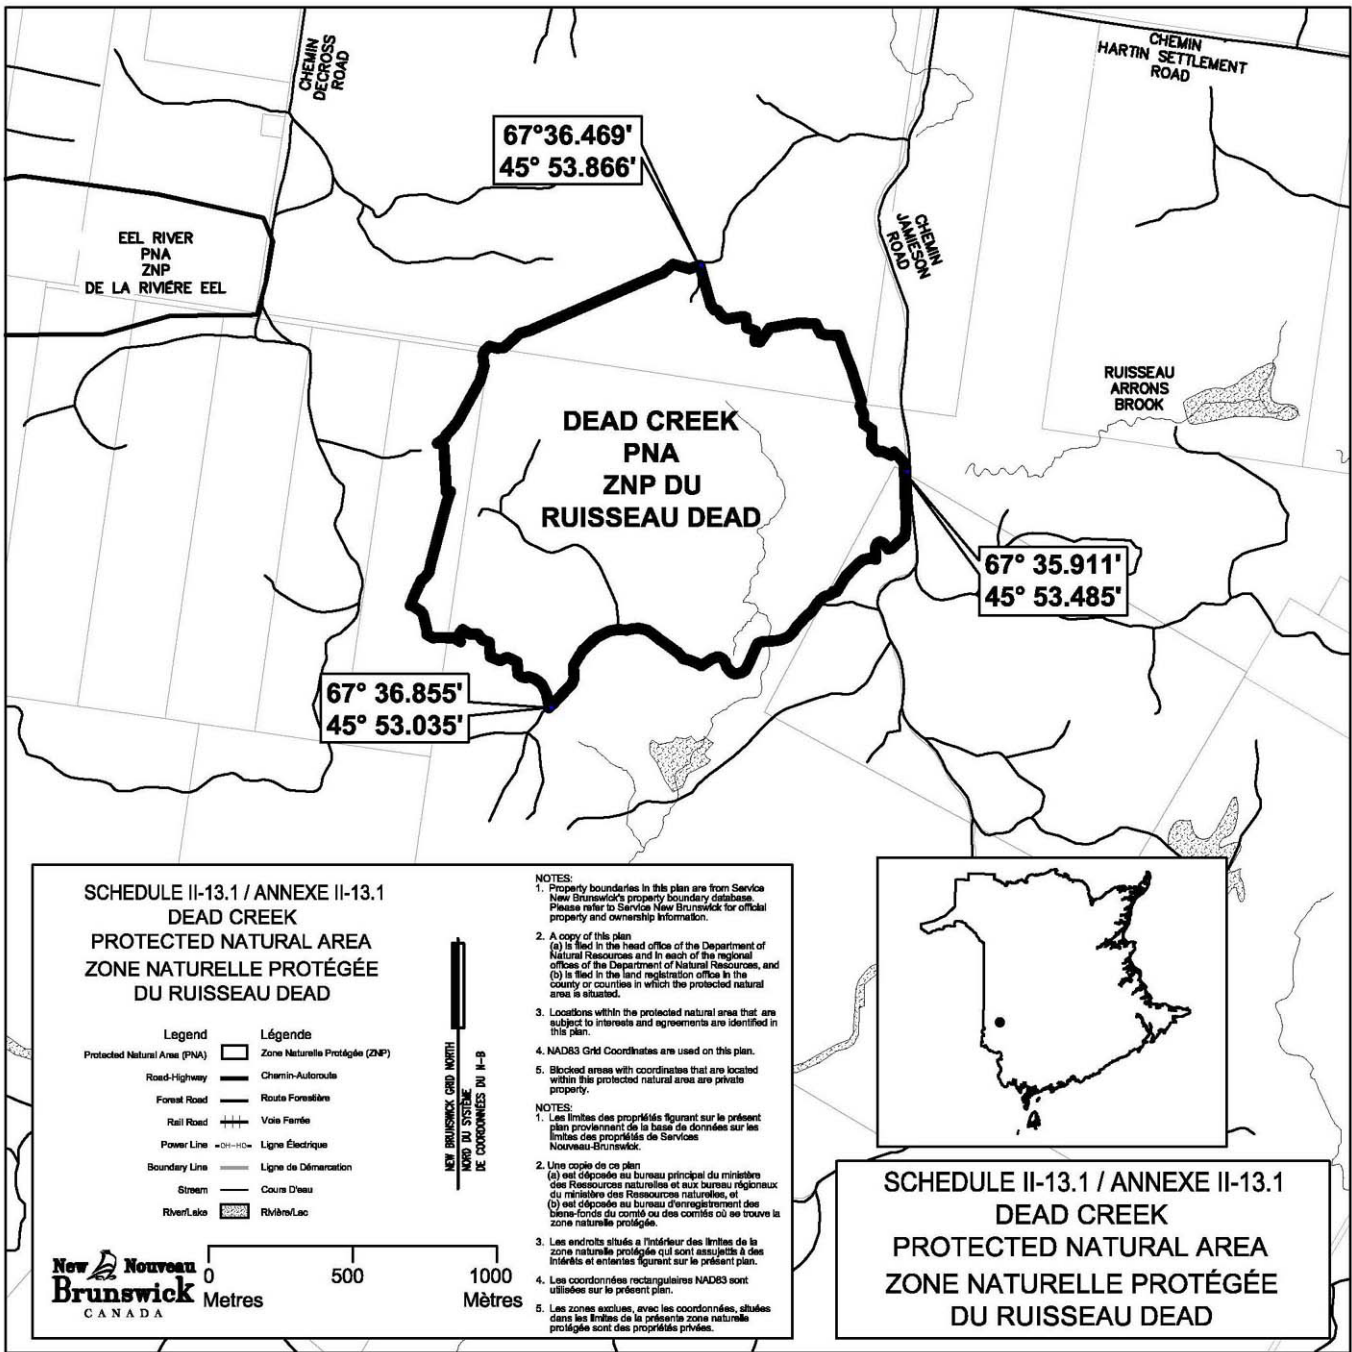 CHEMIN
DECROSS
ROAD
CHEMIN
HARTIN SETTLEMENT
ROAD
67°36.469'
45° 53.866'
CHEMIN
JAMIESON
ROAD
EEL RIVER
PNA
ZNP
DE LA RIVIÉRE EEL
RUISSEAU
ARRONS
BROOK
DEAD CREEK
PNA
ZNP DU
RUISSEAU DEAD
67° 35.911'
45° 53.485'
67° 36.855'
45° 53.035'
SCHEDULE II-13.1 / ANNEXE II-13.1
DEAD CREEK
PROTECTED NATURAL AREA
ZONE NATURELLE PROTÉGÉE
DU RUISSEAU DEAD
Legend Légende
Protected Natural Area (PNA) Zone Naturelle Protégée (ZNP)
Road-Highway Chemin-Autoroute
Forest Road Route Forestière
Rail Road Voie Ferrée
Power Line OH-HO Ligne Électrique
Boundary Line Ligne de Démarcation
Stream Cours D'eau
River/Lake Rivière/Lac
NEW BRUNSWICK GRID NORTH
NORD DU SYSTÈME
DE COORDONNÉES DU N-B
New Nouveau
Brunswick
CANADA
0 500 1000
Metres Mètres
NOTES:
1. Property boundaries in this plan are from Service
New Brunswick's property boundary database.
Please refer to Service New Brunswick for official
property and ownership information.
2. A copy of this plan
(a) is filed in the head office of the Department of
Natural Resources and in each of the regional
offices of the Department of Natural Resources, and
(b) is filed in the land registration office in the
county or counties in which the protected natural
area is situated.
3. Locations within the protected natural area that are
subject to interests and agreements are identified in
this plan.
4. NAD83 Grid Coordinates are used on this plan.
5. Blocked areas with coordinates that are located
within this protected natural area are private
property.
NOTES:
1. Les limites des propriétés figurant sur le présent
plan proviennent de la base de données sur les
limites des propriétés de Services
Nouveau-Brunswick.
2. Une copie de ce plan
(a) est déposée au bureau principal du ministère
des Ressources naturelles et aux bureau régionaux
du ministère des Ressources naturelles, et
(b) est déposée au bureau d'enregistrement des
biens-fonds du comté ou des comtés où se trouve la
zone naturelle protégée.
3. Les endroits situés a l'intérieur des limites de la
zone naturelle protégée qui sont assujettis à des
intérêts et ententes figurent sur le présent plan.
4. Les coordonnées rectangulaires NAD83 sont
utilisées sur le présent plan.
5. Les zones exclues, avec les coordonnées, situées
dans les limites de la présente zone naturelle
protégée sont des propriétés privées.
SCHEDULE II-13.1 / ANNEXE II-13.1
DEAD CREEK
PROTECTED NATURAL AREA
ZONE NATURELLE PROTÉGÉE
DU RUISSEAU DEAD